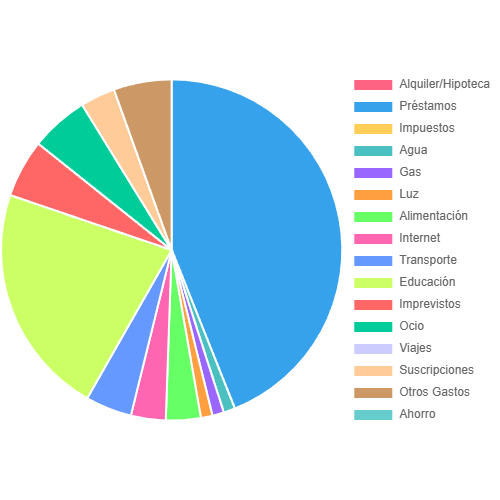 Alquiler/Hipoteca
Préstamos
Impuestos
Agua
Gas
Luz
Alimentación
Internet
Transporte
Educación
Imprevistos
Ocio
Viajes
Suscripciones
Otros Gastos
Ahorro